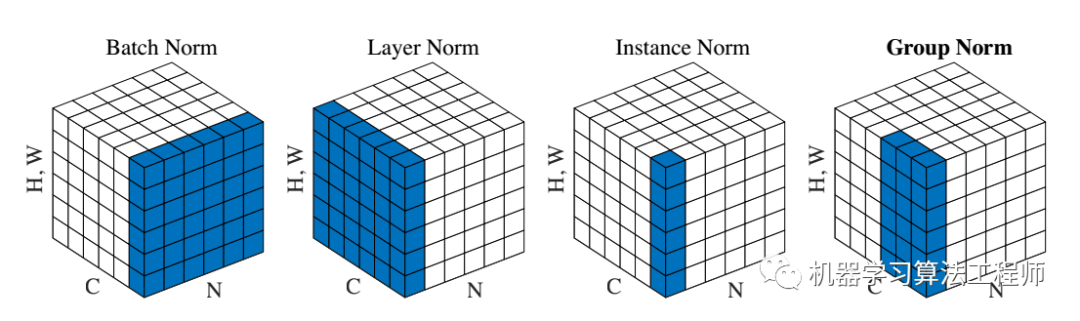 Batch Norm
Layer Norm
Instance Norm
Group Norm
H, W
C
N
H, W
C
N
H, W
C
N
H, W
C
N
机器学习算法工程师